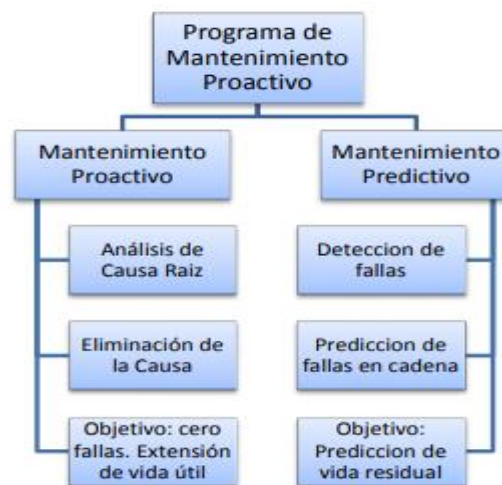 Programa de
Mantenimiento
Proactivo
Mantenimiento
Proactivo
Análisis de
Causa Raiz
Eliminación de
la Causa
Objetivo: cero
fallas. Extensión
de vida útil
Mantenimiento
Predictivo
Deteccion de
fallas
Prediccion de
fallas en cadena
Objetivo:
Prediccion de
vida residual